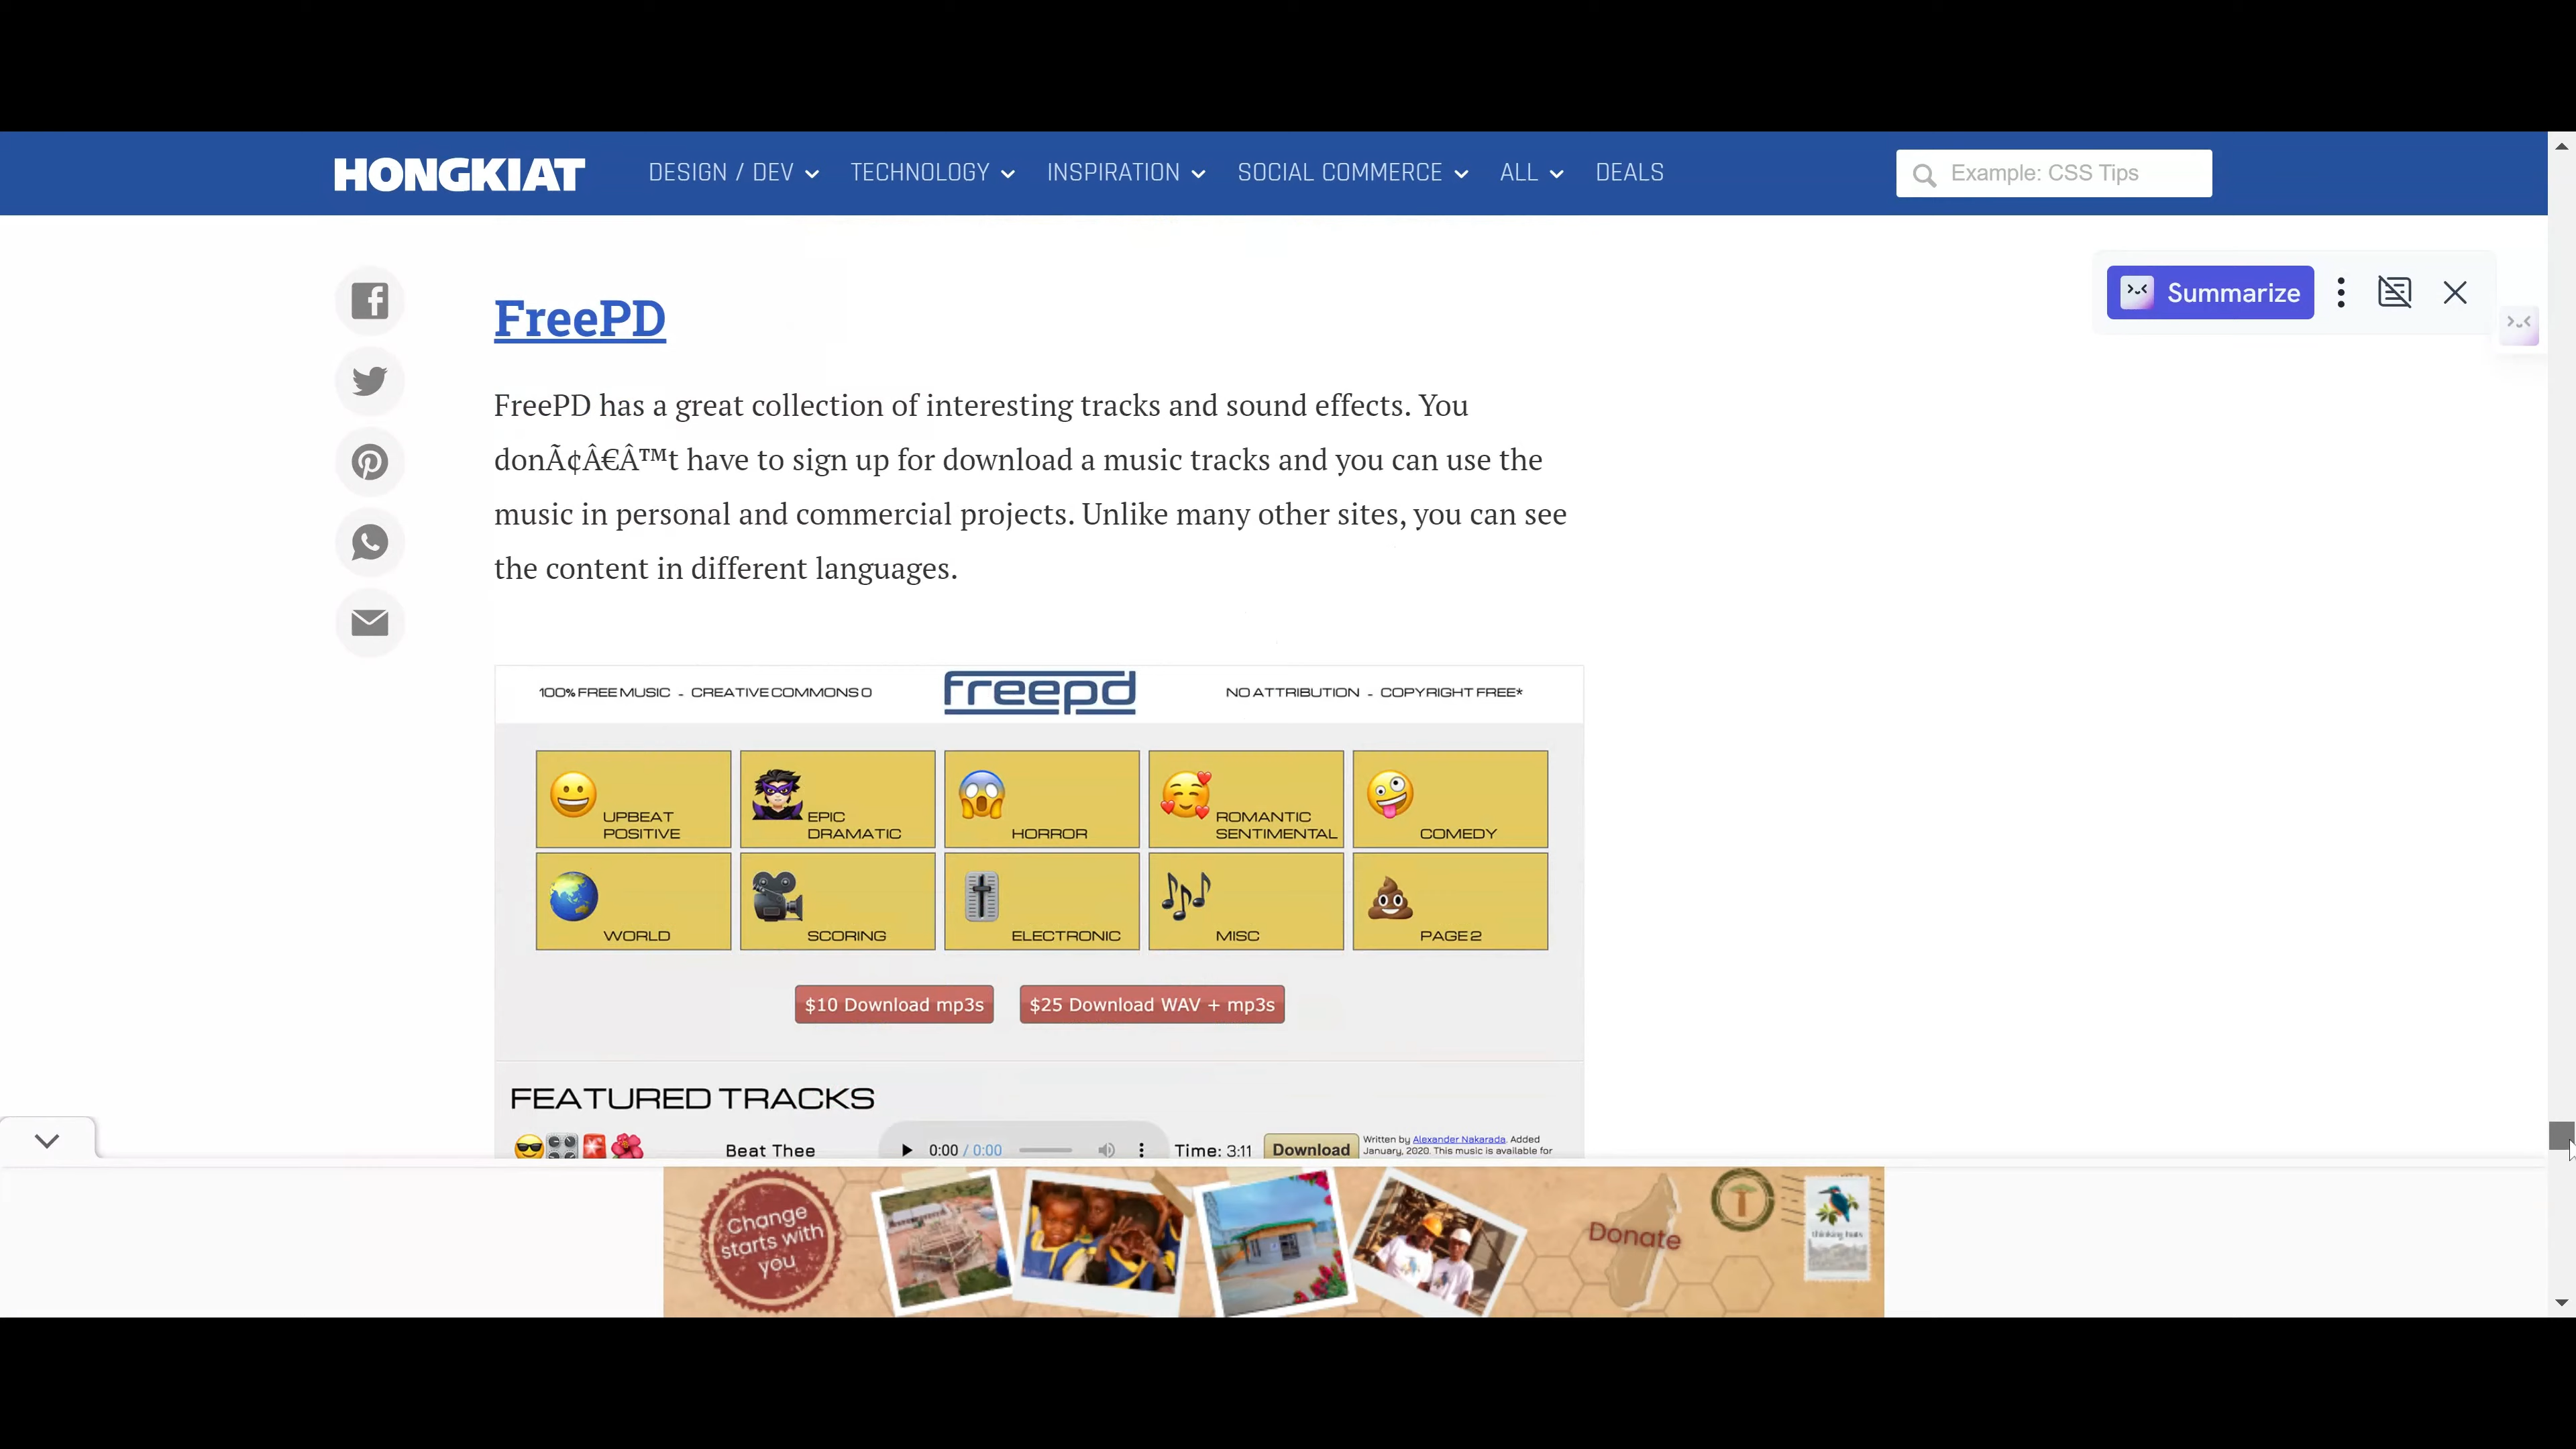 HONGKIAT DESIGN / DEV TECHNOLOGY INSPIRATION SOCIAL COMMERCE ALL DEALS Example: CSS Tips
Summarize
FreePD
FreePD has a great collection of interesting tracks and sound effects. You
donÃ¢Â€Â™t have to sign up for download a music tracks and you can use the
music in personal and commercial projects. Unlike many other sites, you can see
the content in different languages.
100% FREE MUSIC - CREATIVE COMMONS 0 freepd NO ATTRIBUTION - COPYRIGHT FREE*
UPBEAT POSITIVE
EPIC DRAMATIC
HORROR
ROMANTIC SENTIMENTAL
COMEDY
WORLD
SCORING
ELECTRONIC
MISC
PAGE 2
$10 Download mp3s $25 Download WAV + mp3s
FEATURED TRACKS
Beat Thee 0:00 / 0:00 Time: 3:11 Download
Written by Alexander Nakarada. Added
January, 2020. This music is available for
Change
starts with
you
Donate
thinking huts